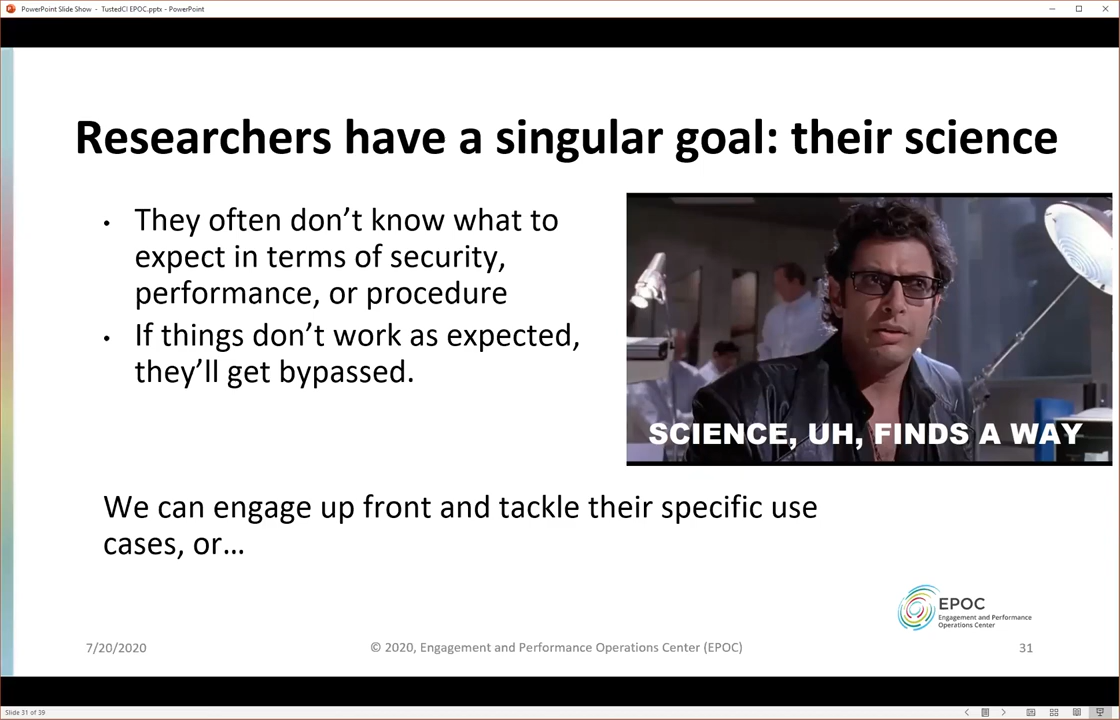 PowerPoint Slide Show - TustedCI EPOC.pptx - PowerPoint
Researchers have a singular goal: their science
• They often don’t know what to
expect in terms of security,
performance, or procedure
• If things don’t work as expected,
they’ll get bypassed.
SCIENCE, UH, FINDS A WAY
We can engage up front and tackle their specific use
cases, or…
EPOC
Engagement and Performance
Operations Center
7/20/2020
© 2020, Engagement and Performance Operations Center (EPOC)
31
Slide 31 of 39